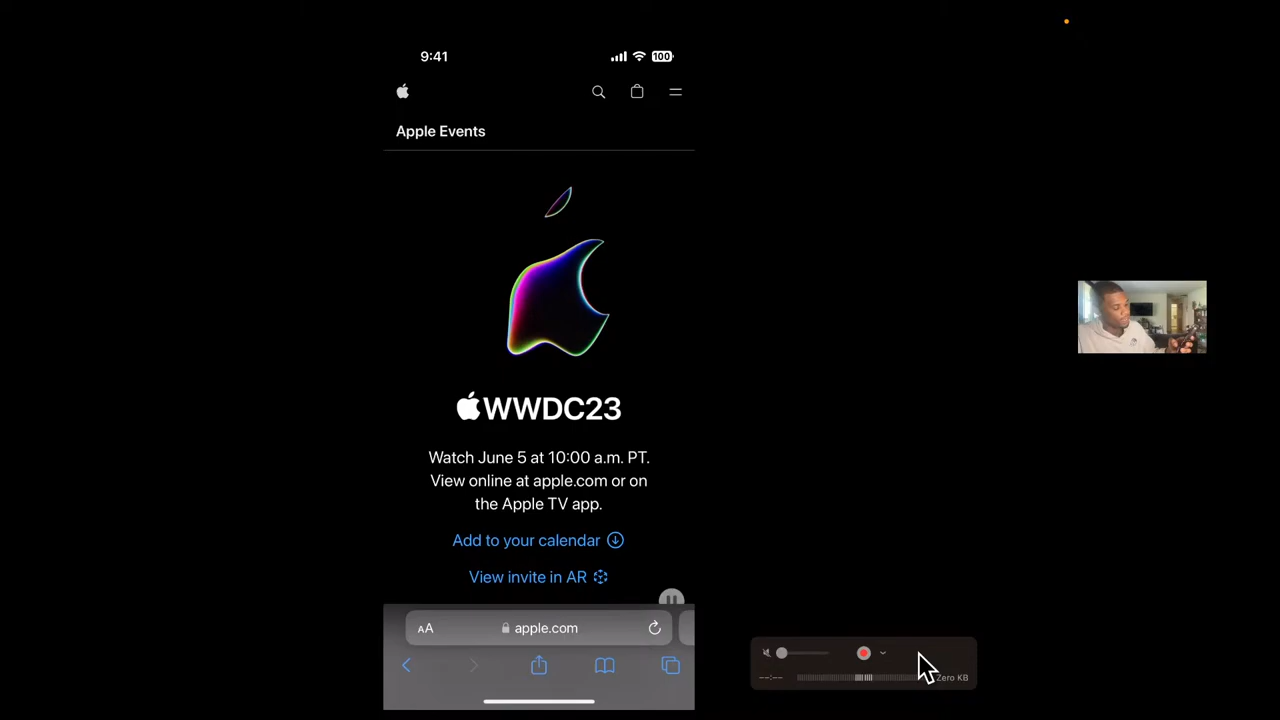 9:41
100
Apple Events
WWDC23
Watch June 5 at 10:00 a.m. PT.
View online at apple.com or on
the Apple TV app.
Add to your calendar
View invite in AR
AA
apple.com
--:--
Zero KB